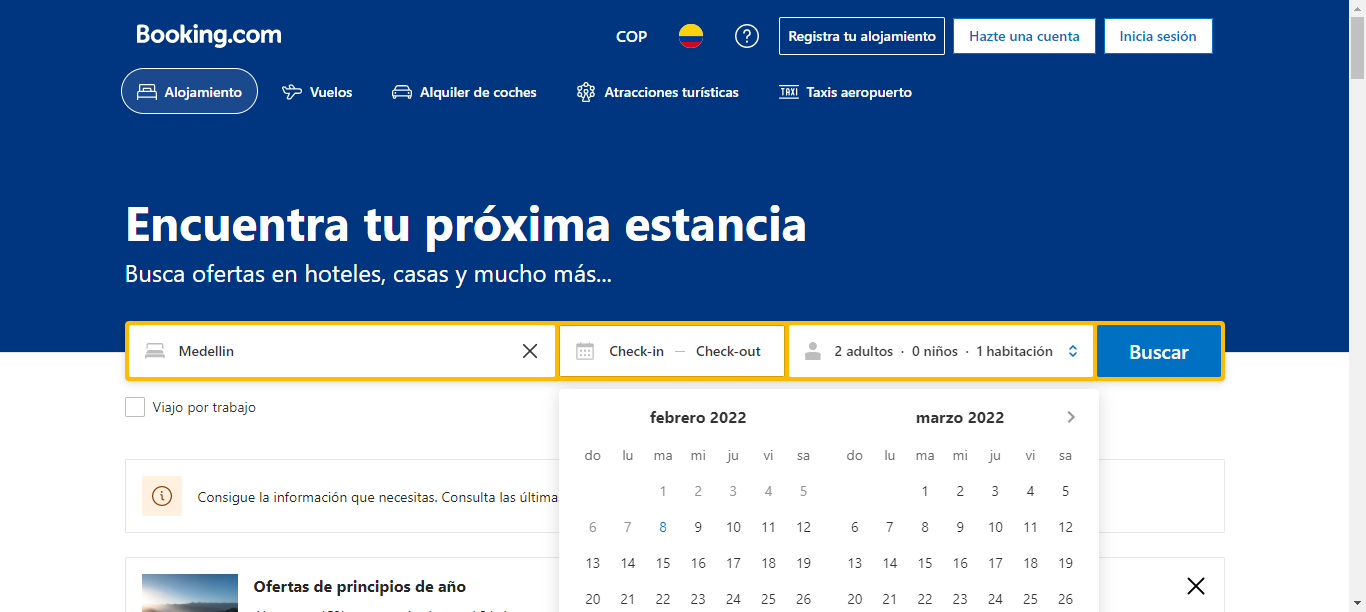 Booking.com
COP
Registra tu alojamiento
Hazte una cuenta
Inicia sesión
Alojamiento
Vuelos
Alquiler de coches
Atracciones turísticas
TAXI Taxis aeropuerto
Encuentra tu próxima estancia
Busca ofertas en hoteles, casas y mucho más...
Medellin
Check-in — Check-out
2 adultos · 0 niños · 1 habitación
Buscar
Viajo por trabajo
febrero 2022
do lu ma mi ju vi sa
1 2 3 4 5
6 7 8 9 10 11 12
13 14 15 16 17 18 19
20 21 22 23 24 25 26
marzo 2022
do lu ma mi ju vi sa
1 2 3 4 5
6 7 8 9 10 11 12
13 14 15 16 17 18 19
20 21 22 23 24 25 26
Consigue la información que necesitas. Consulta las última
Ofertas de principios de año